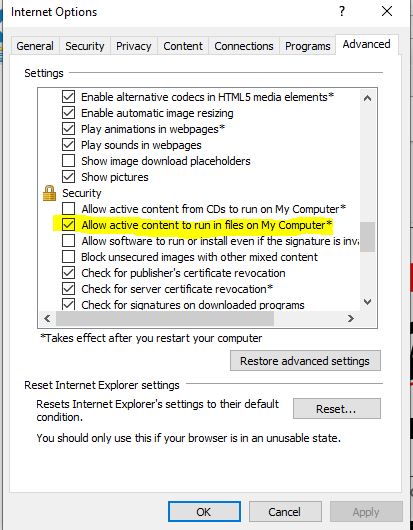 Internet Options
?
General Security Privacy Content Connections Programs Advanced
Settings
Enable alternative codecs in HTML5 media elements*
Enable automatic image resizing
Play animations in webpages*
Play sounds in webpages
Show image download placeholders
Show pictures
Security
Allow active content from CDs to run on My Computer*
Allow active content to run in files on My Computer*
Allow software to run or install even if the signature is inva
Block unsecured images with other mixed content
Check for publisher's certificate revocation
Check for server certificate revocation*
Check for signatures on downloaded programs
*Takes effect after you restart your computer
Restore advanced settings
Reset Internet Explorer settings
Resets Internet Explorer's settings to their default
condition.
Reset...
You should only use this if your browser is in an unusable state.
OK Cancel Apply